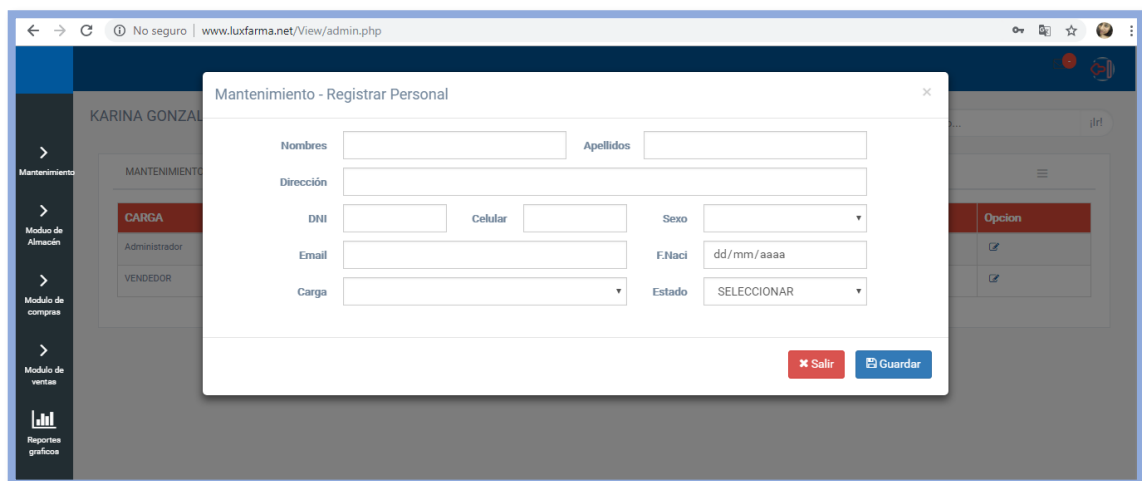 No seguro | www.luxfarma.net/View/admin.php
Mantenimiento - Registrar Personal ×
KARINA GONZAL
o...
¡Ir!
Mantenimiento
MANTENIMIENTO
Nombres
Apellidos
Dirección
DNI
Celular
Sexo
Email
F.Naci dd/mm/aaaa
Carga
Estado SELECCIONAR
CARGA
Opcion
Administrador
VENDEDOR
Moduo de
Almacén
Modulo de
compras
Modulo de
ventas
Reportes
graficos
Salir
Guardar